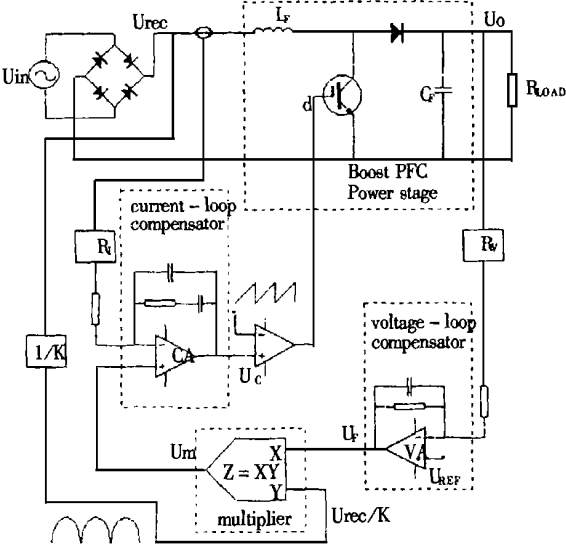 Urec
L_F
Uo
Uin
d
C_F
R_LOAD
Boost PFC
Power stage
current - loop
compensator
R_I
R_V
1/K
CA
U_C
voltage - loop
compensator
U_F
VA
U_REF
Um
X
Z = XY
Y
multiplier
Urec/K